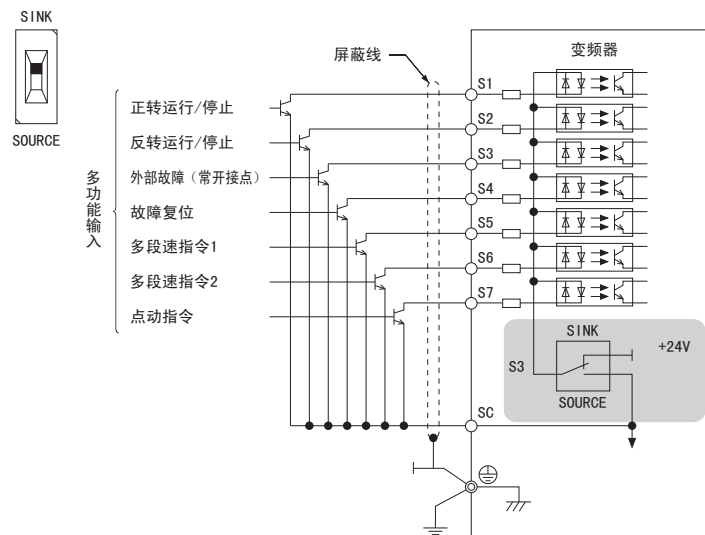 SINK
SOURCE
屏蔽线
变频器
多功能输入
正转运行/停止
反转运行/停止
外部故障（常开接点）
故障复位
多段速指令1
多段速指令2
点动指令
S1
S2
S3
S4
S5
S6
S7
SINK
+24V
S3
SOURCE
SC